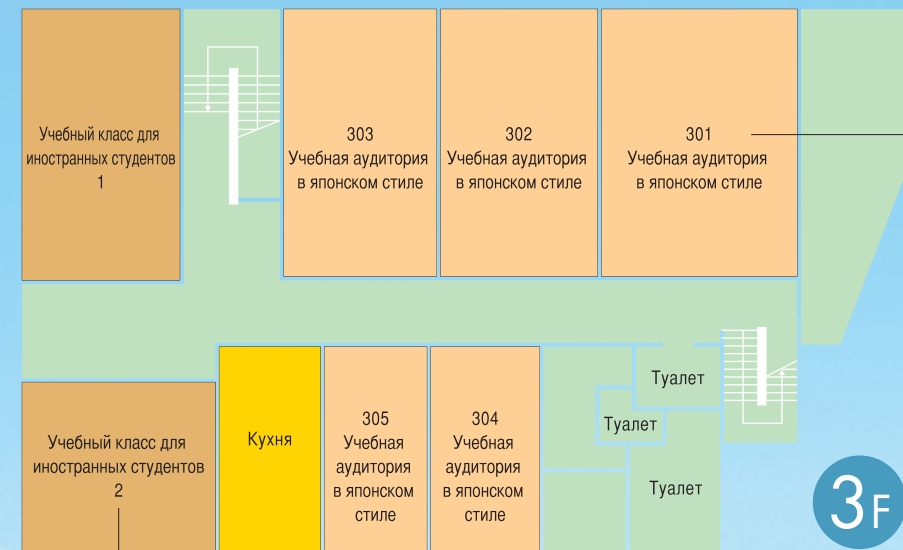 Учебный класс для
иностранных студентов
1
303
Учебная аудитория
в японском стиле
302
Учебная аудитория
в японском стиле
301
Учебная аудитория
в японском стиле
Учебный класс для
иностранных студентов
2
Кухня
305
Учебная
аудитория
в японском
стиле
304
Учебная
аудитория
в японском
стиле
Туалет
Туалет
Туалет
3F